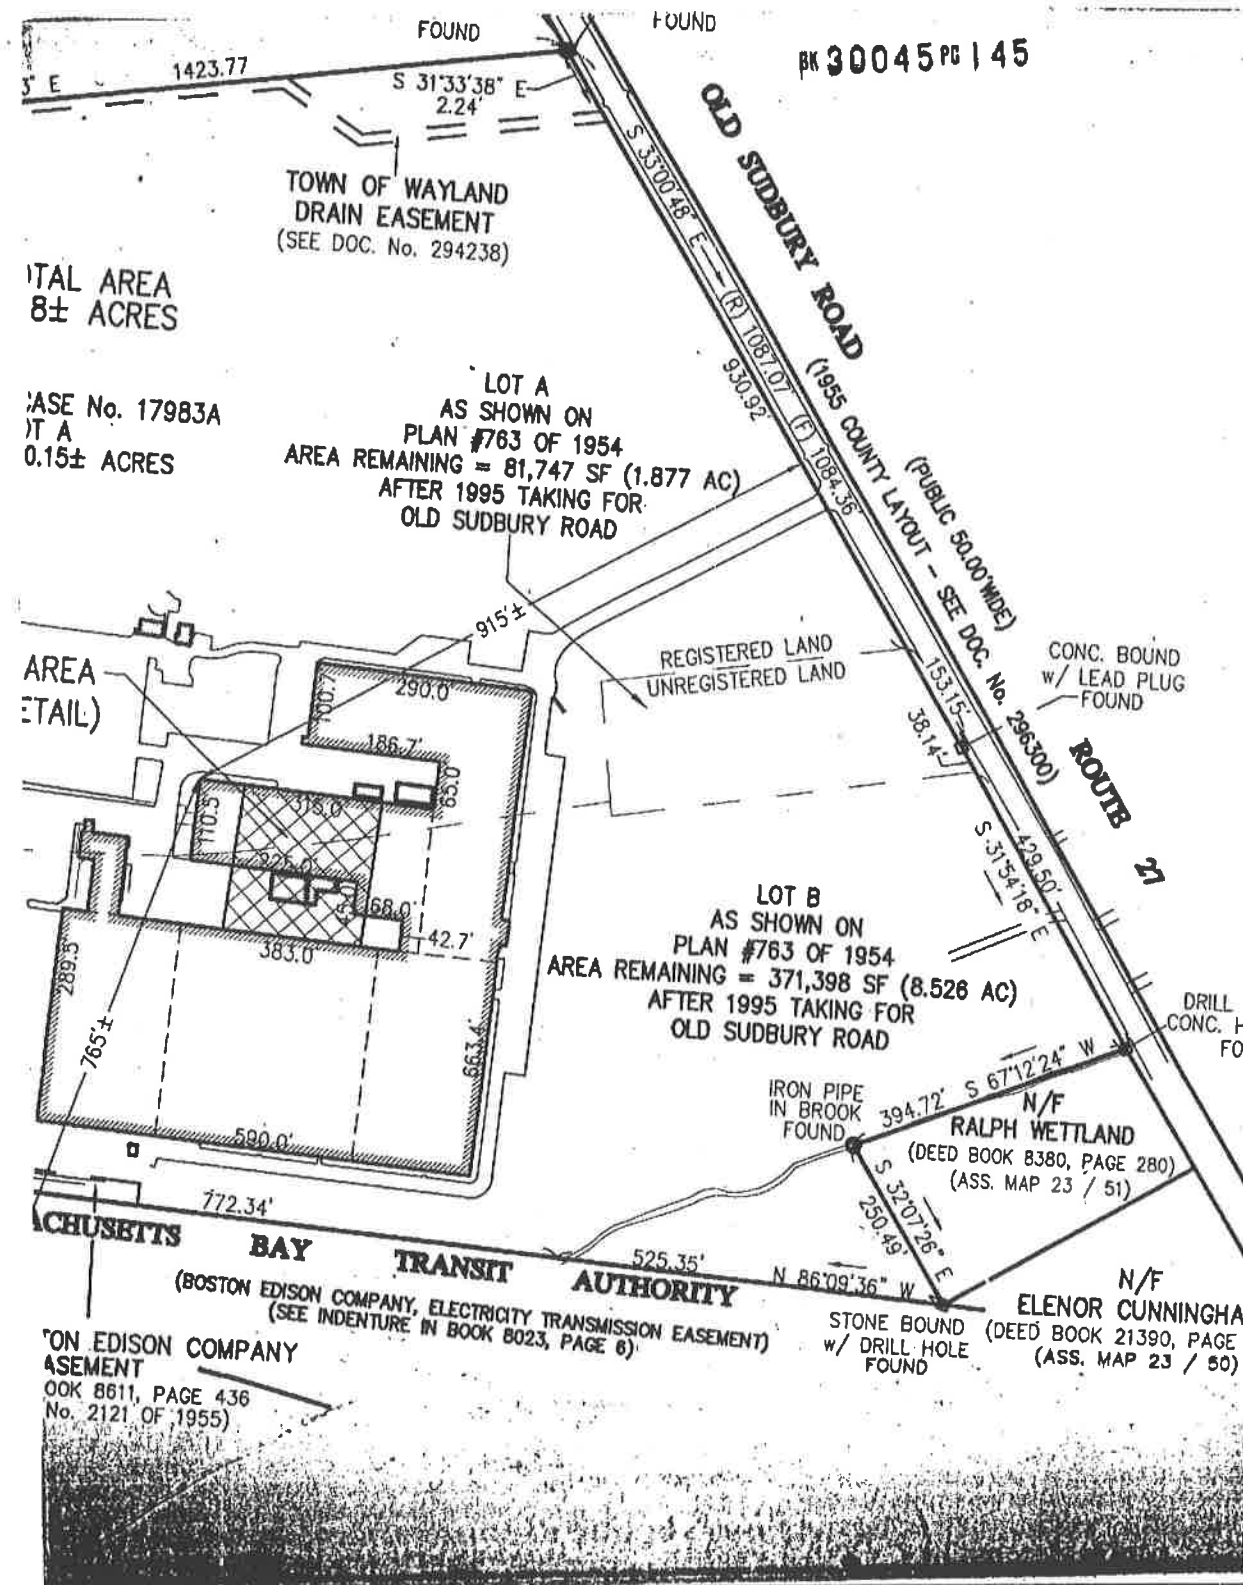 FOUND
FOUND
BK 30045 PG 145
3" E
1423.77
S 31°33'38" E
2.24'
TOWN OF WAYLAND
DRAIN EASEMENT
(SEE DOC. No. 294238)
OLD SUDBURY ROAD
S 33°00'48" E
(R) 1087.07' (F) 1084.36'
930.92'
(1955 COUNTY LAYOUT - SEE DOC. No. 296300)
(PUBLIC 50.00'WIDE)
TAL AREA
8± ACRES
ASE No. 17983A
T A
0.15± ACRES
LOT A
AS SHOWN ON
PLAN #763 OF 1954
AREA REMAINING = 81,747 SF (1.877 AC)
AFTER 1995 TAKING FOR
OLD SUDBURY ROAD
915'±
REGISTERED LAND
UNREGISTERED LAND
153.15'
38.14'
CONC. BOUND
w/ LEAD PLUG
FOUND
ROUTE 27
AREA
ETAIL)
100.7'
290.0'
186.7'
65.0'
110.5'
315.0'
225.0'
45.0'
68.0'
42.7'
383.0'
289.5'
663.4'
765'±
590.0'
S 31°54'18" E
429.50'
LOT B
AS SHOWN ON
PLAN #763 OF 1954
AREA REMAINING = 371,398 SF (8.526 AC)
AFTER 1995 TAKING FOR
OLD SUDBURY ROAD
DRILL
CONC. H
FO
IRON PIPE
IN BROOK
FOUND
394.72'
S 67°12'24" W
N/F
RALPH WETTLAND
(DEED BOOK 8380, PAGE 280)
(ASS. MAP 23 / 51)
S 32°07'26" E
250.49'
772.34'
ACHUSETTS BAY TRANSIT AUTHORITY
525.35'
N 86°09'36" W
(BOSTON EDISON COMPANY, ELECTRICITY TRANSMISSION EASEMENT)
(SEE INDENTURE IN BOOK 8023, PAGE 6)
STONE BOUND
w/ DRILL HOLE
FOUND
N/F
ELENOR CUNNINGHA
(DEED BOOK 21390, PAGE
(ASS. MAP 23 / 50)
TON EDISON COMPANY
ASEMENT
OOK 8611, PAGE 436
No. 2121 OF 1955)